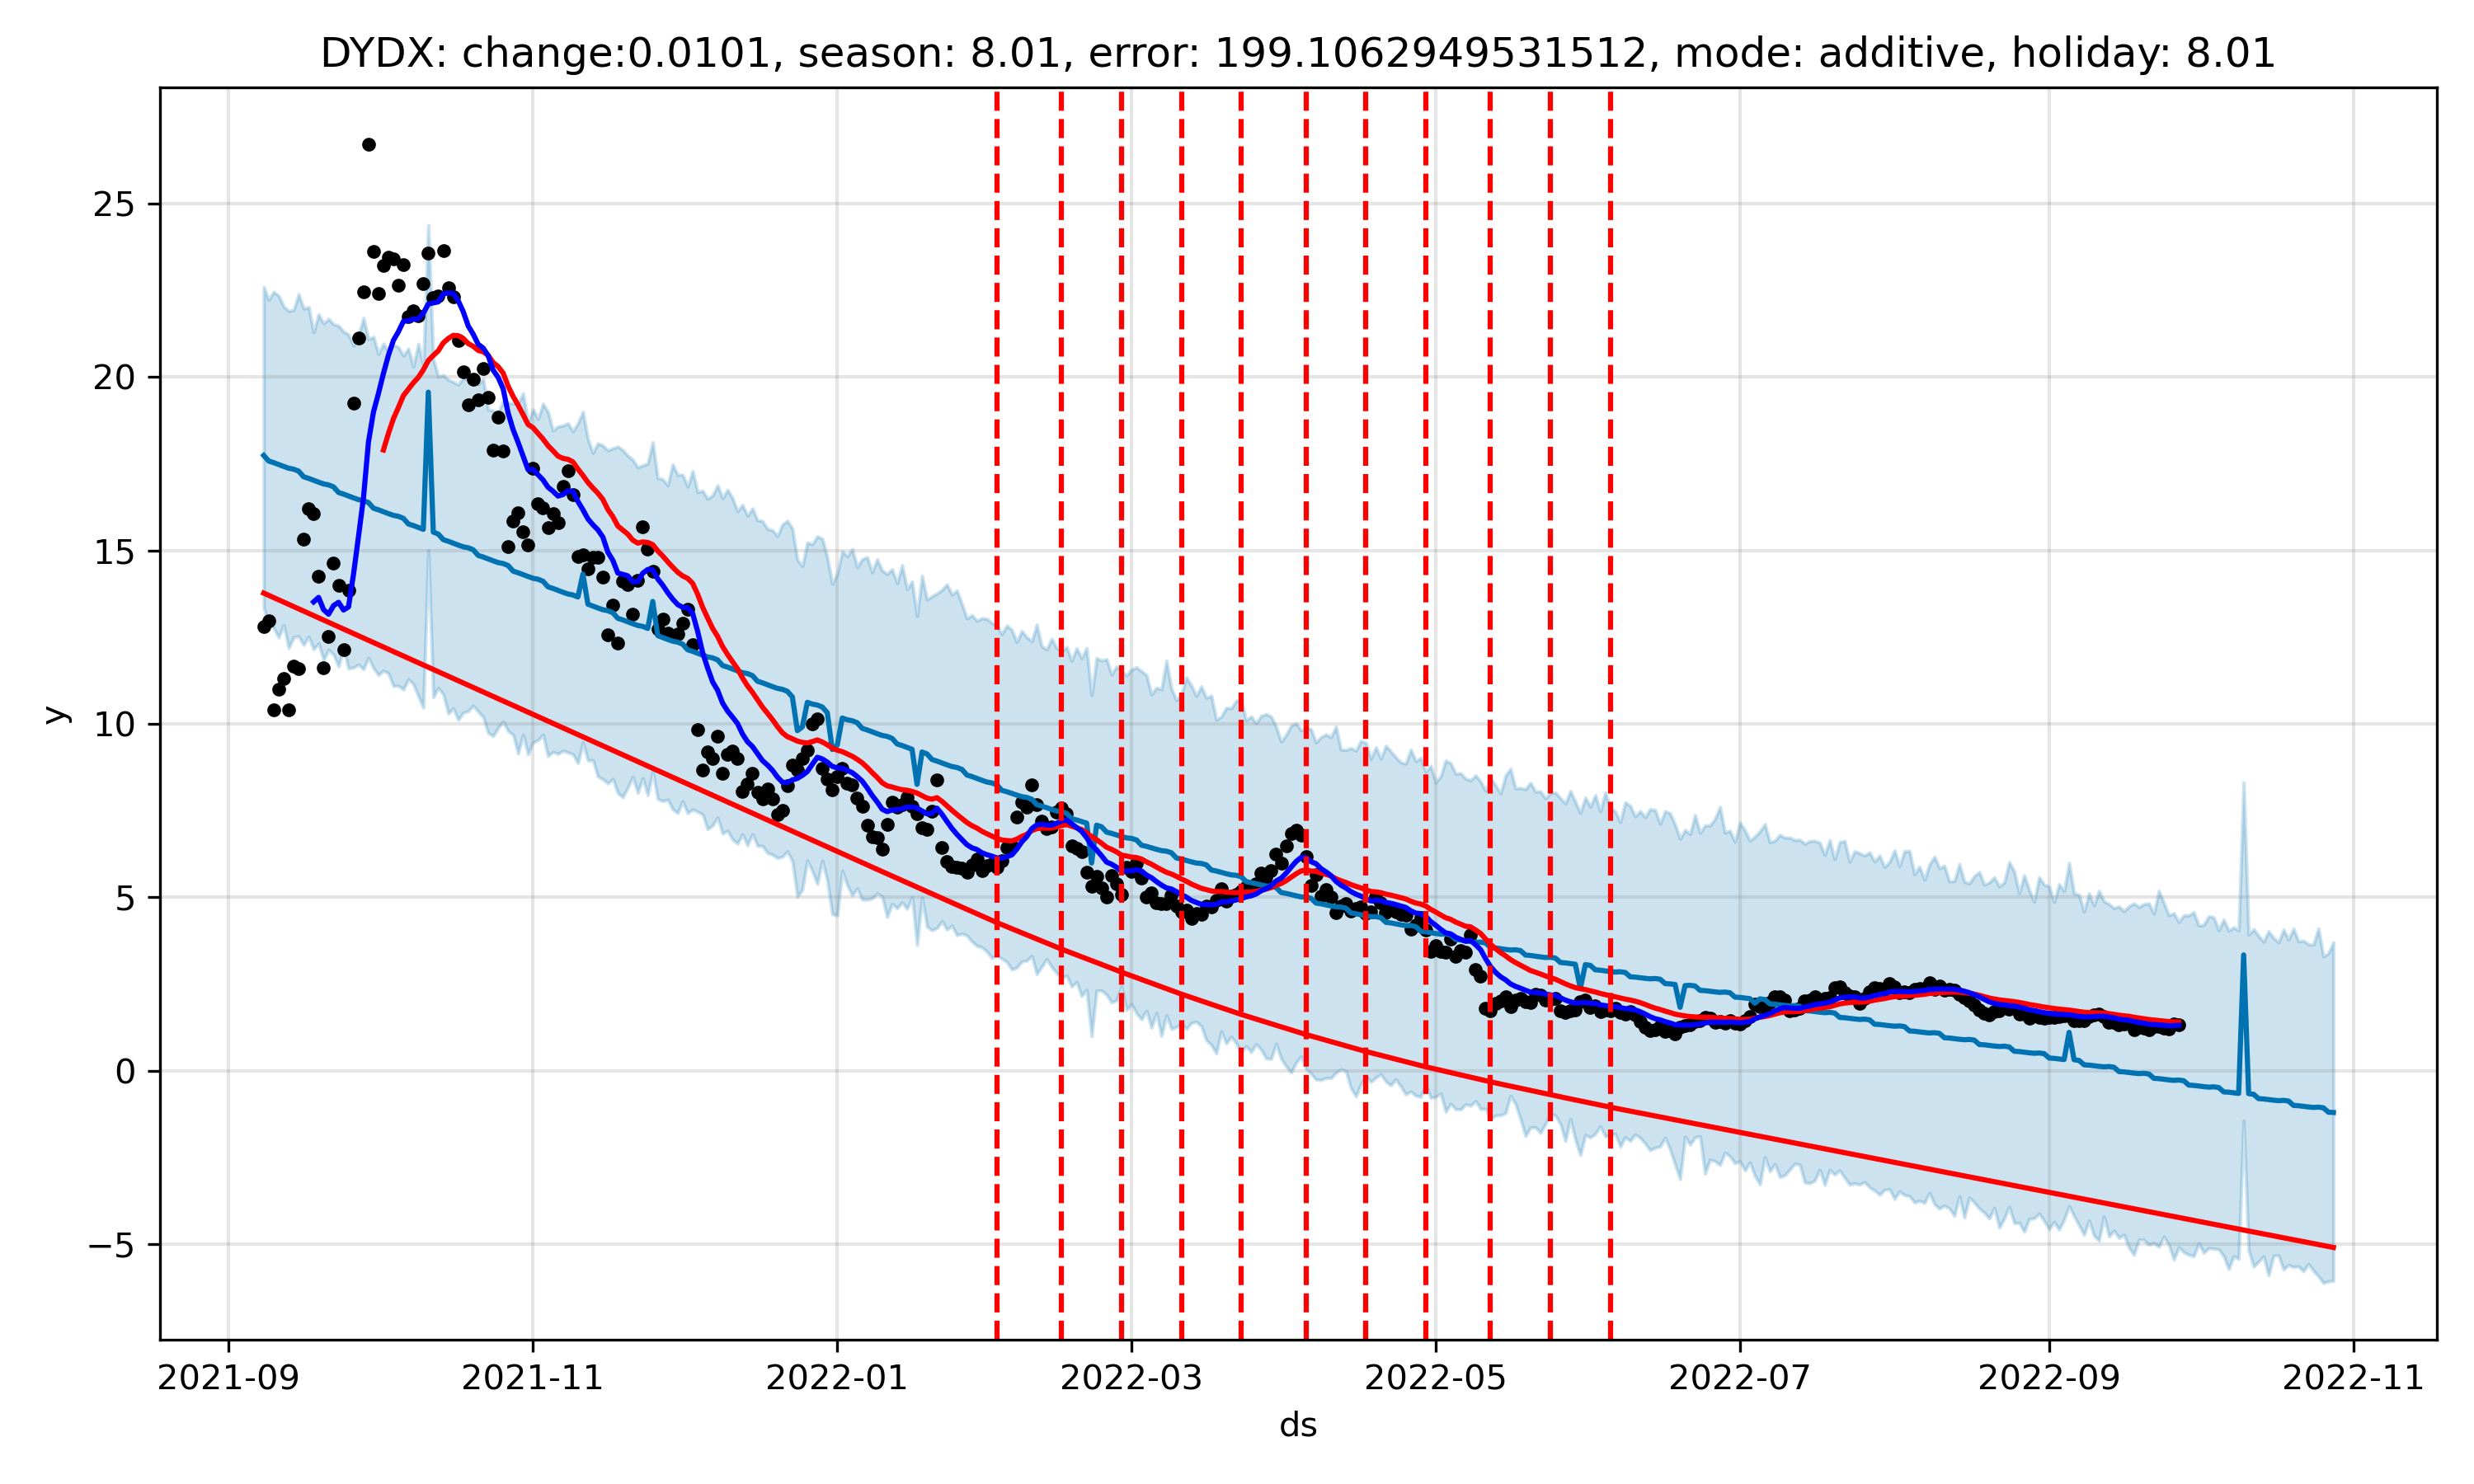 DYDX: change:0.0101, season: 8.01, error: 199.1062949531512, mode: additive, holiday: 8.01
25
20
15
10
5
0
−5
y
2021-09 2021-11 2022-01 2022-03 2022-05 2022-07 2022-09 2022-11
ds